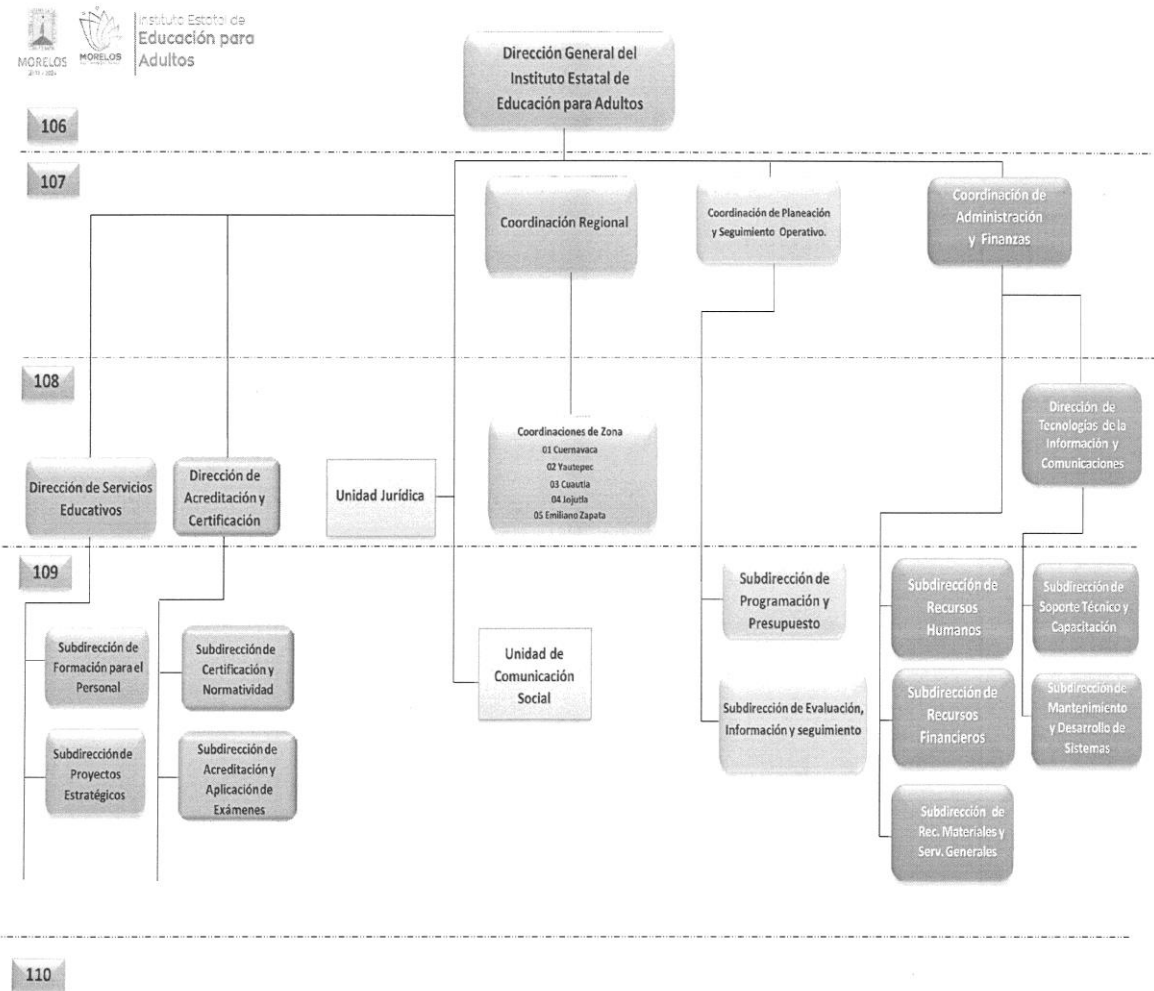 MORELOS
MORELOS
Instituto Estatal de
Educación para
Adultos
Dirección General del
Instituto Estatal de
Educación para Adultos
106
107
Coordinación Regional
Coordinación de Planeación
y Seguimiento Operativo.
Coordinación de
Administración
y Finanzas
108
Dirección de Servicios
Educativos
Dirección de
Acreditación y
Certificación
Unidad Jurídica
Coordinaciones de Zona
01 Cuernavaca
02 Yautepec
03 Cuautla
04 Jojutla
05 Emiliano Zapata
Dirección de
Tecnologías de la
Información y
Comunicaciones
109
Subdirección de
Formación para el
Personal
Subdirección de
Certificación y
Normatividad
Unidad de
Comunicación
Social
Subdirección de
Programación y
Presupuesto
Subdirección de
Recursos
Humanos
Subdirección de
Soporte Técnico y
Capacitación
Subdirección de
Proyectos
Estratégicos
Subdirección de
Acreditación y
Aplicación de
Exámenes
Subdirección de Evaluación,
Información y seguimiento
Subdirección de
Recursos
Financieros
Subdirección de
Mantenimiento
y Desarrollo de
Sistemas
Subdirección de
Rec. Materiales y
Serv. Generales
110